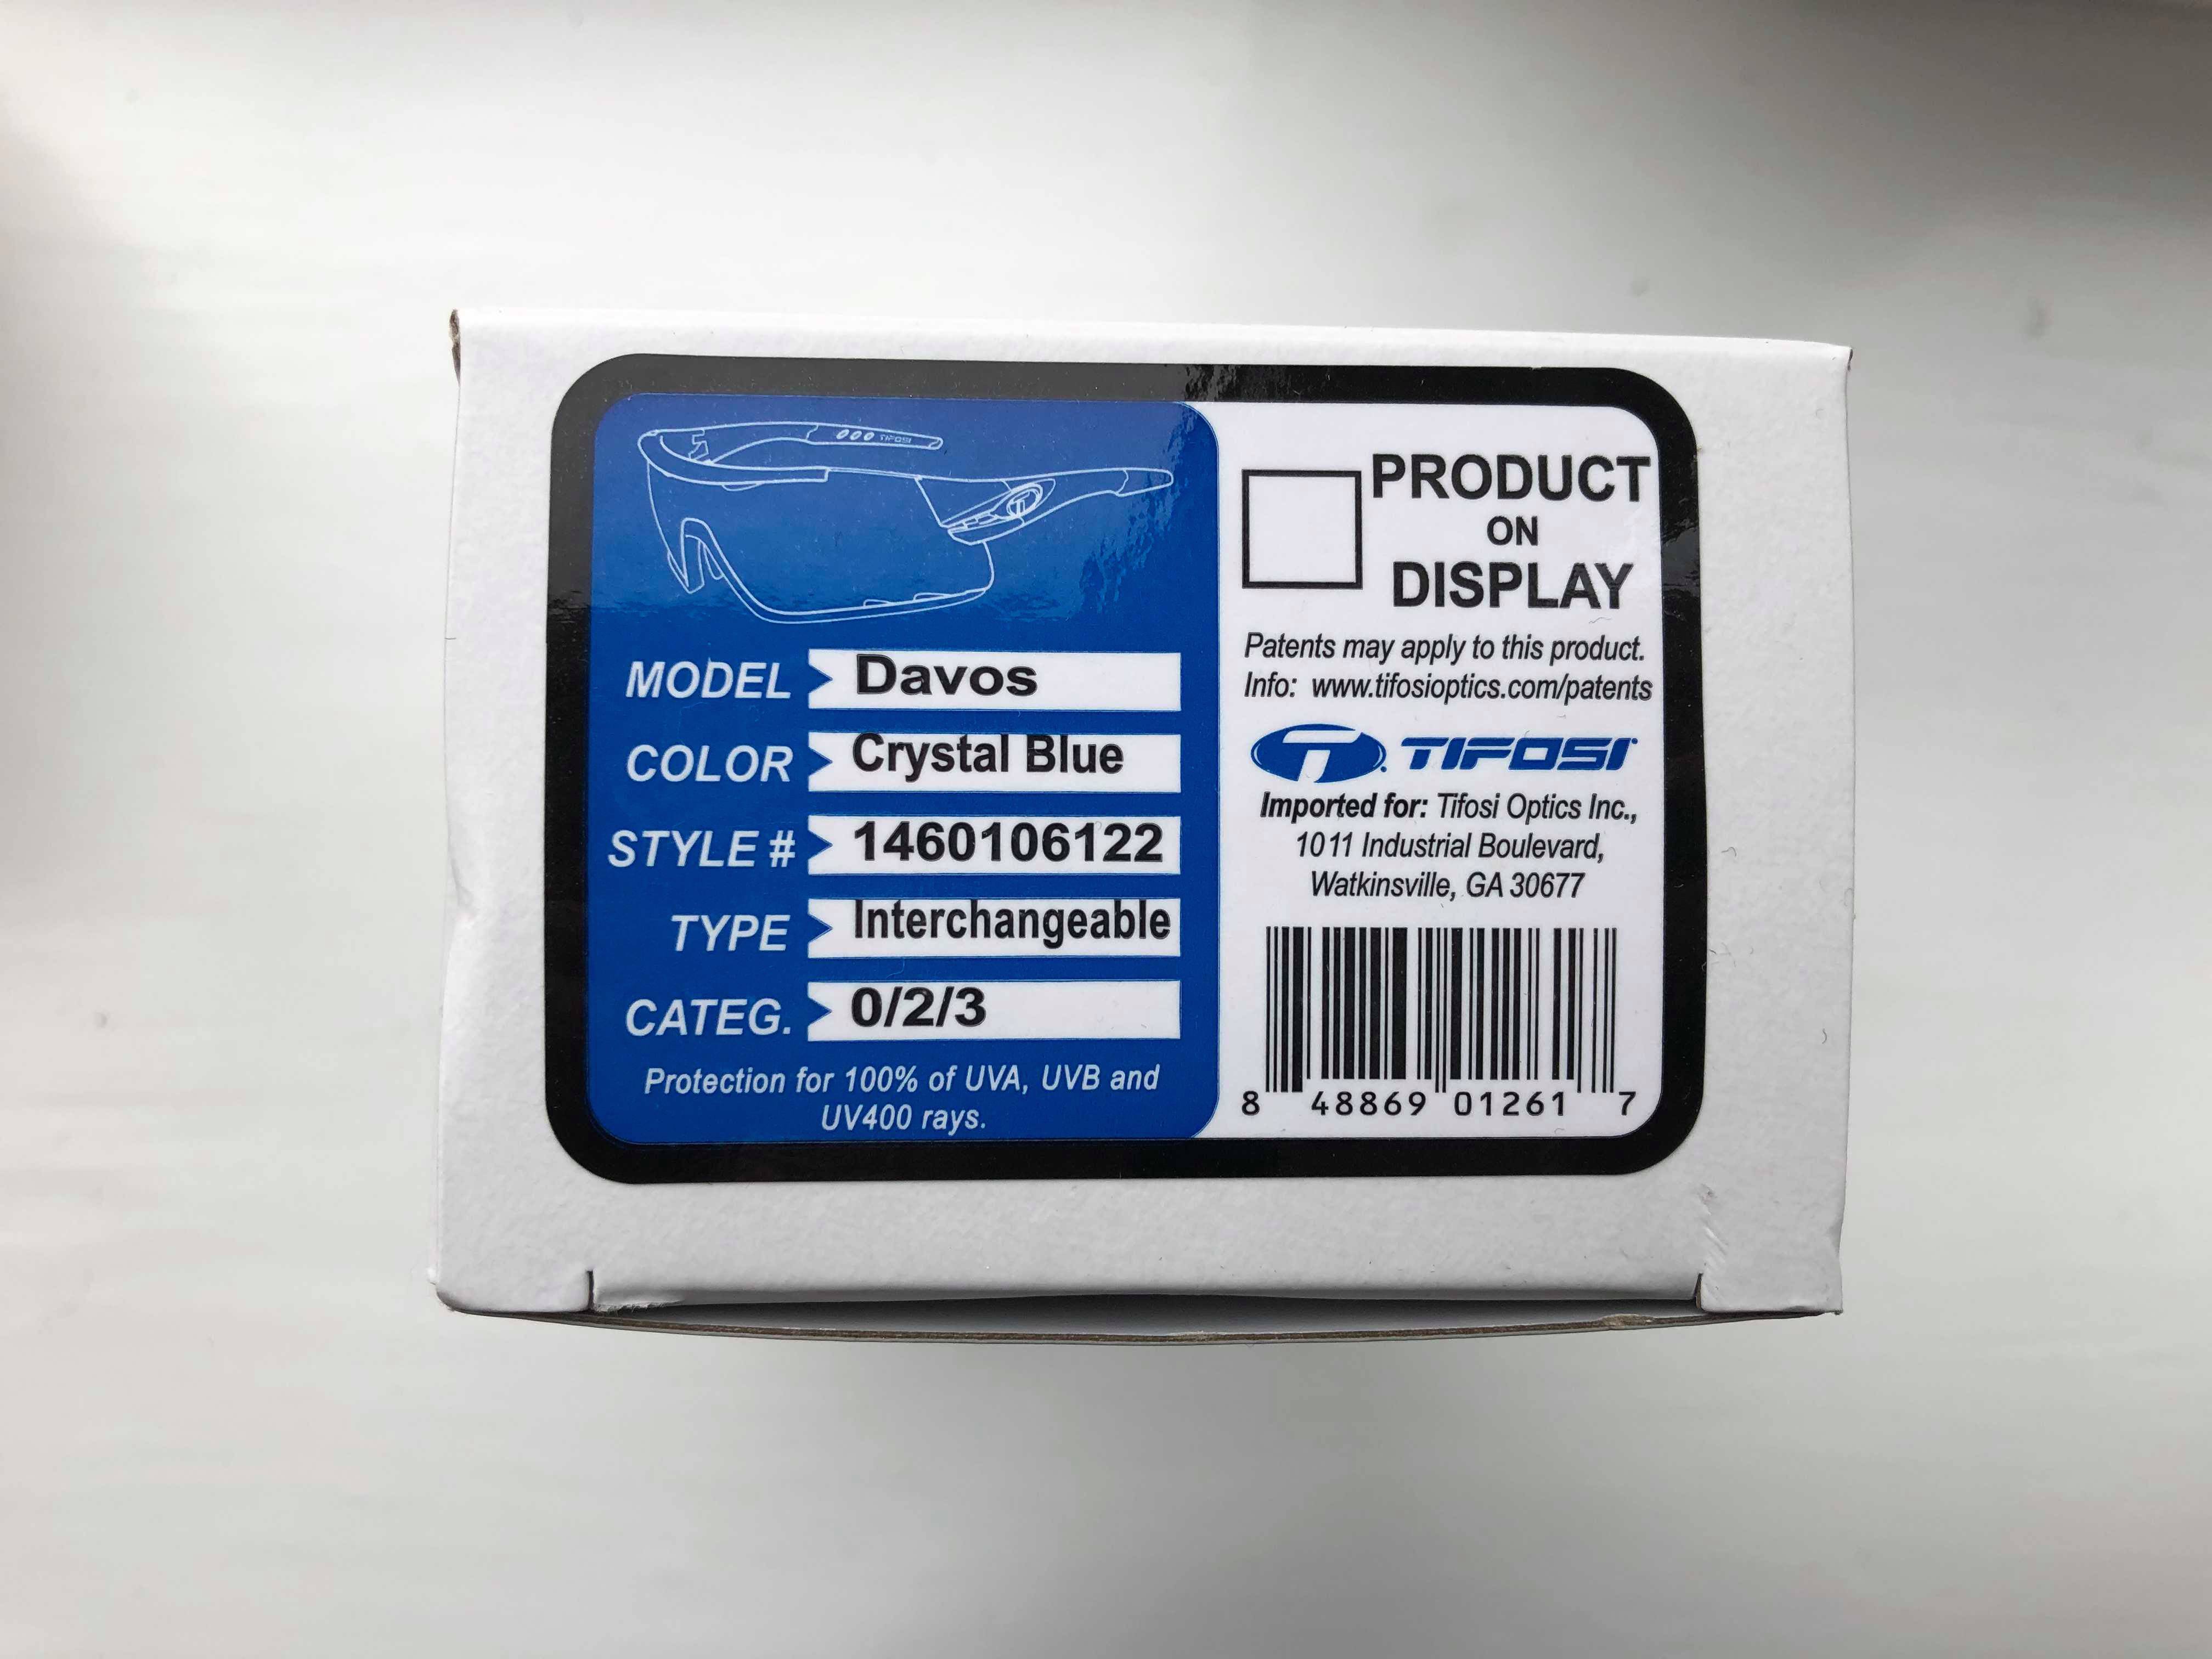 TIFOSI
MODEL Davos
COLOR Crystal Blue
STYLE # 1460106122
TYPE Interchangeable
CATEG. 0/2/3
Protection for 100% of UVA, UVB and
UV400 rays.
PRODUCT
ON
DISPLAY
Patents may apply to this product.
Info: www.tifosioptics.com/patents
T. TIFOSI
Imported for: Tifosi Optics Inc.,
1011 Industrial Boulevard,
Watkinsville, GA 30677
8 48869 01261 7